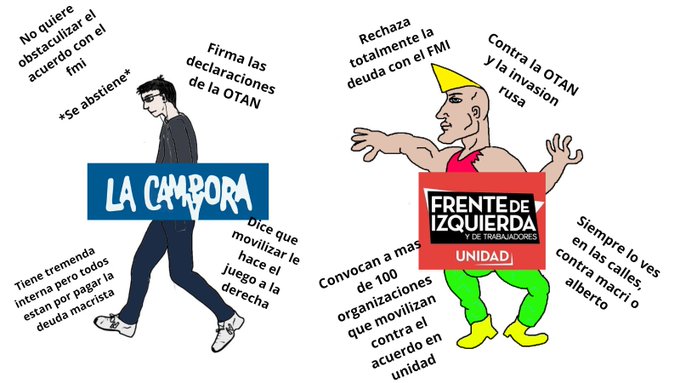 No quiere
obstaculizar el
acuerdo con el
fmi
*Se abstiene*
Firma las
declaraciones
de la OTAN
LA CAMPORA
Tiene tremenda
interna pero todos
estan por pagar la
deuda macrista
Dice que
movilizar le
hace el
juego a la
derecha
Rechaza
totalmente la
deuda con el FMI
Contra la OTAN
y la invasion
rusa
FRENTE DE
IZQUIERDA
Y DE TRABAJADORES
UNIDAD
Convocan a mas
de 100
organizaciones
que movilizan
contra el
acuerdo en
unidad
Siempre lo ves
en las calles,
contra macri o
alberto